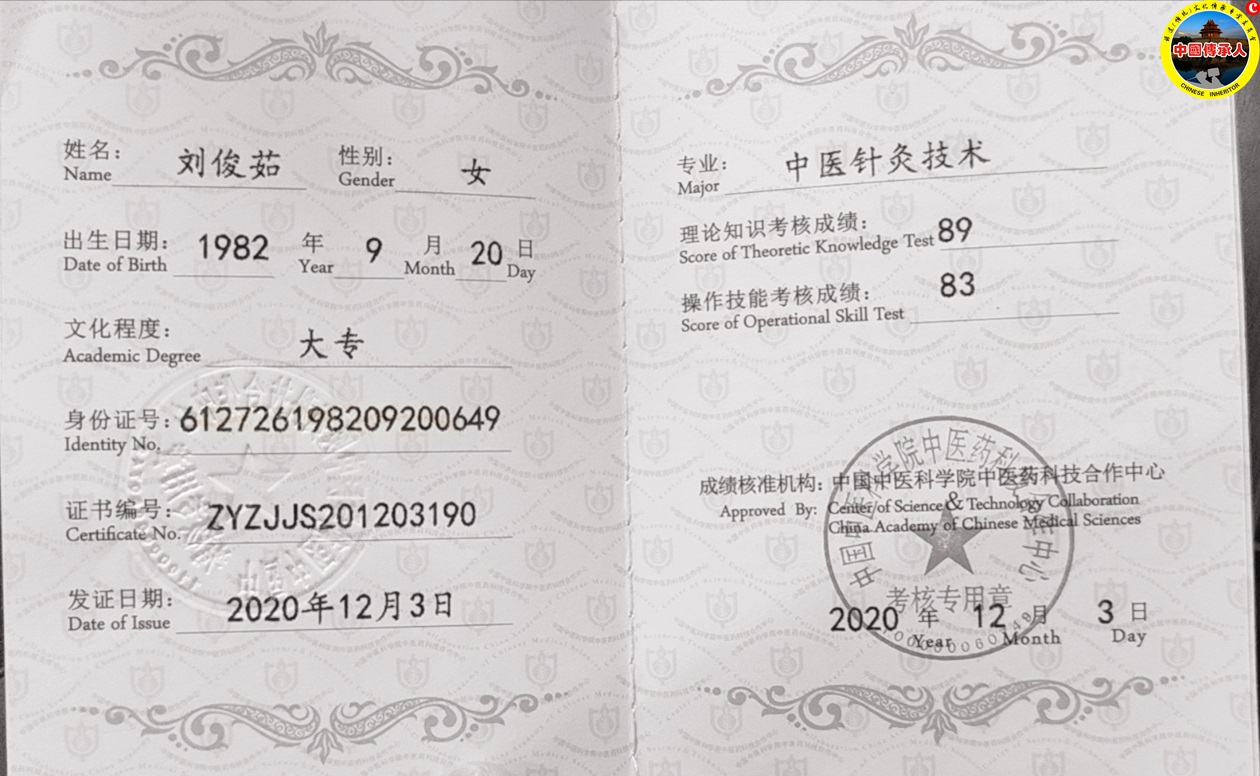 姓名： 刘俊茹 性别： 女
Name Gender
出生日期： 1982 年 9 月 20 日
Date of Birth Year Month Day
文化程度： 大专
Academic Degree
身份证号： 612726198209200649
Identity No.
证书编号： ZYZJJS201203190
Certificate No.
发证日期： 2020年12月3日
Date of Issue
专业： 中医针灸技术
Major
理论知识考核成绩： 89
Score of Theoretic Knowledge Test
操作技能考核成绩： 83
Score of Operational Skill Test
成绩核准机构：中国中医科学院中医药科技合作中心
Approved By: Center of Science & Technology Collaboration
China Academy of Chinese Medical Sciences
考核专用章
2020 年 12 月 3 日
Year Month Day
中國傳承人
CHINESE INHERITOR
C